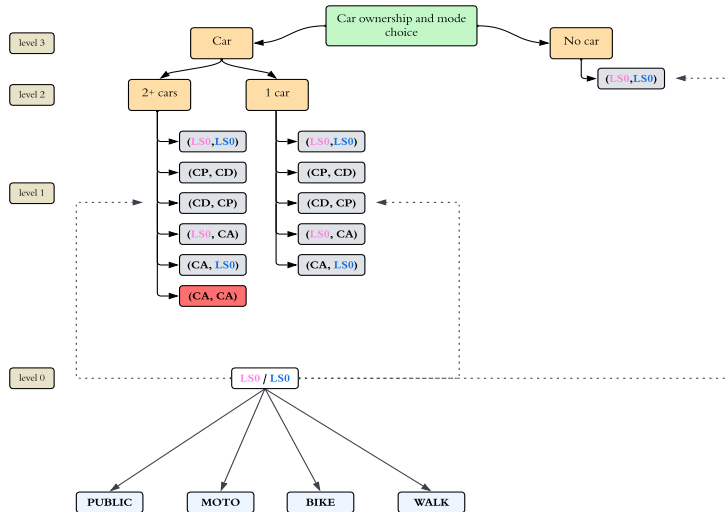 Car ownership and mode
choice
level 3
Car
No car
(LS0,LS0)
level 2
2+ cars
1 car
(LS0,LS0)
(LS0,LS0)
(CP, CD)
(CP, CD)
level 1
(CD, CP)
(CD, CP)
(LS0, CA)
(LS0, CA)
(CA, LS0)
(CA, LS0)
(CA, CA)
level 0
LS0 / LS0
PUBLIC
MOTO
BIKE
WALK